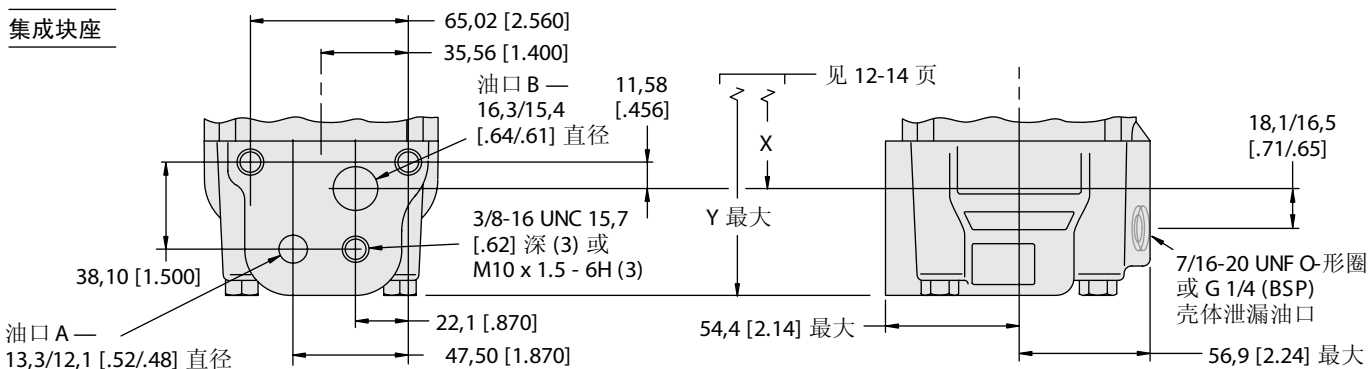 集成块座
65,02 [2.560]
35,56 [1.400]
油口 B —
16,3/15,4
[.64/.61] 直径
11,58
[.456]
见 12-14 页
X
Y 最大
18,1/16,5
[.71/.65]
38,10 [1.500]
3/8-16 UNC 15,7
[.62] 深 (3) 或
M10 x 1.5 - 6H (3)
油口 A —
13,3/12,1 [.52/.48] 直径
22,1 [.870]
47,50 [1.870]
54,4 [2.14] 最大
7/16-20 UNF O-形圈
或 G 1/4 (BSP)
壳体泄漏油口
56,9 [2.24] 最大